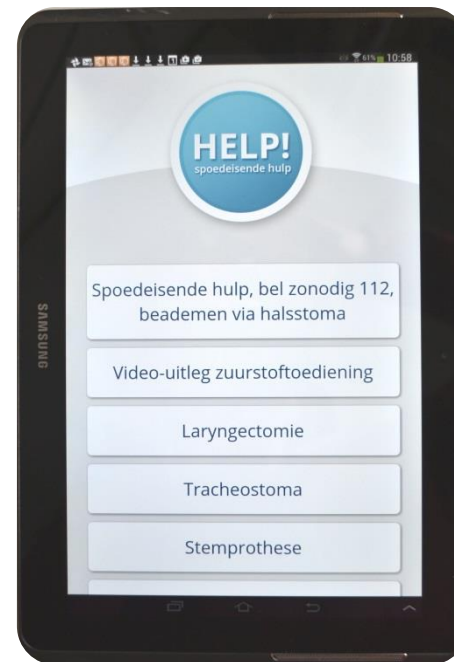 61% 10:58
HELP!
spoedeisende hulp
Spoedeisende hulp, bel zonodig 112,
beademen via halsstoma
Video-uitleg zuurstoftoediening
Laryngectomie
Tracheostoma
Stemprothese
SAMSUNG